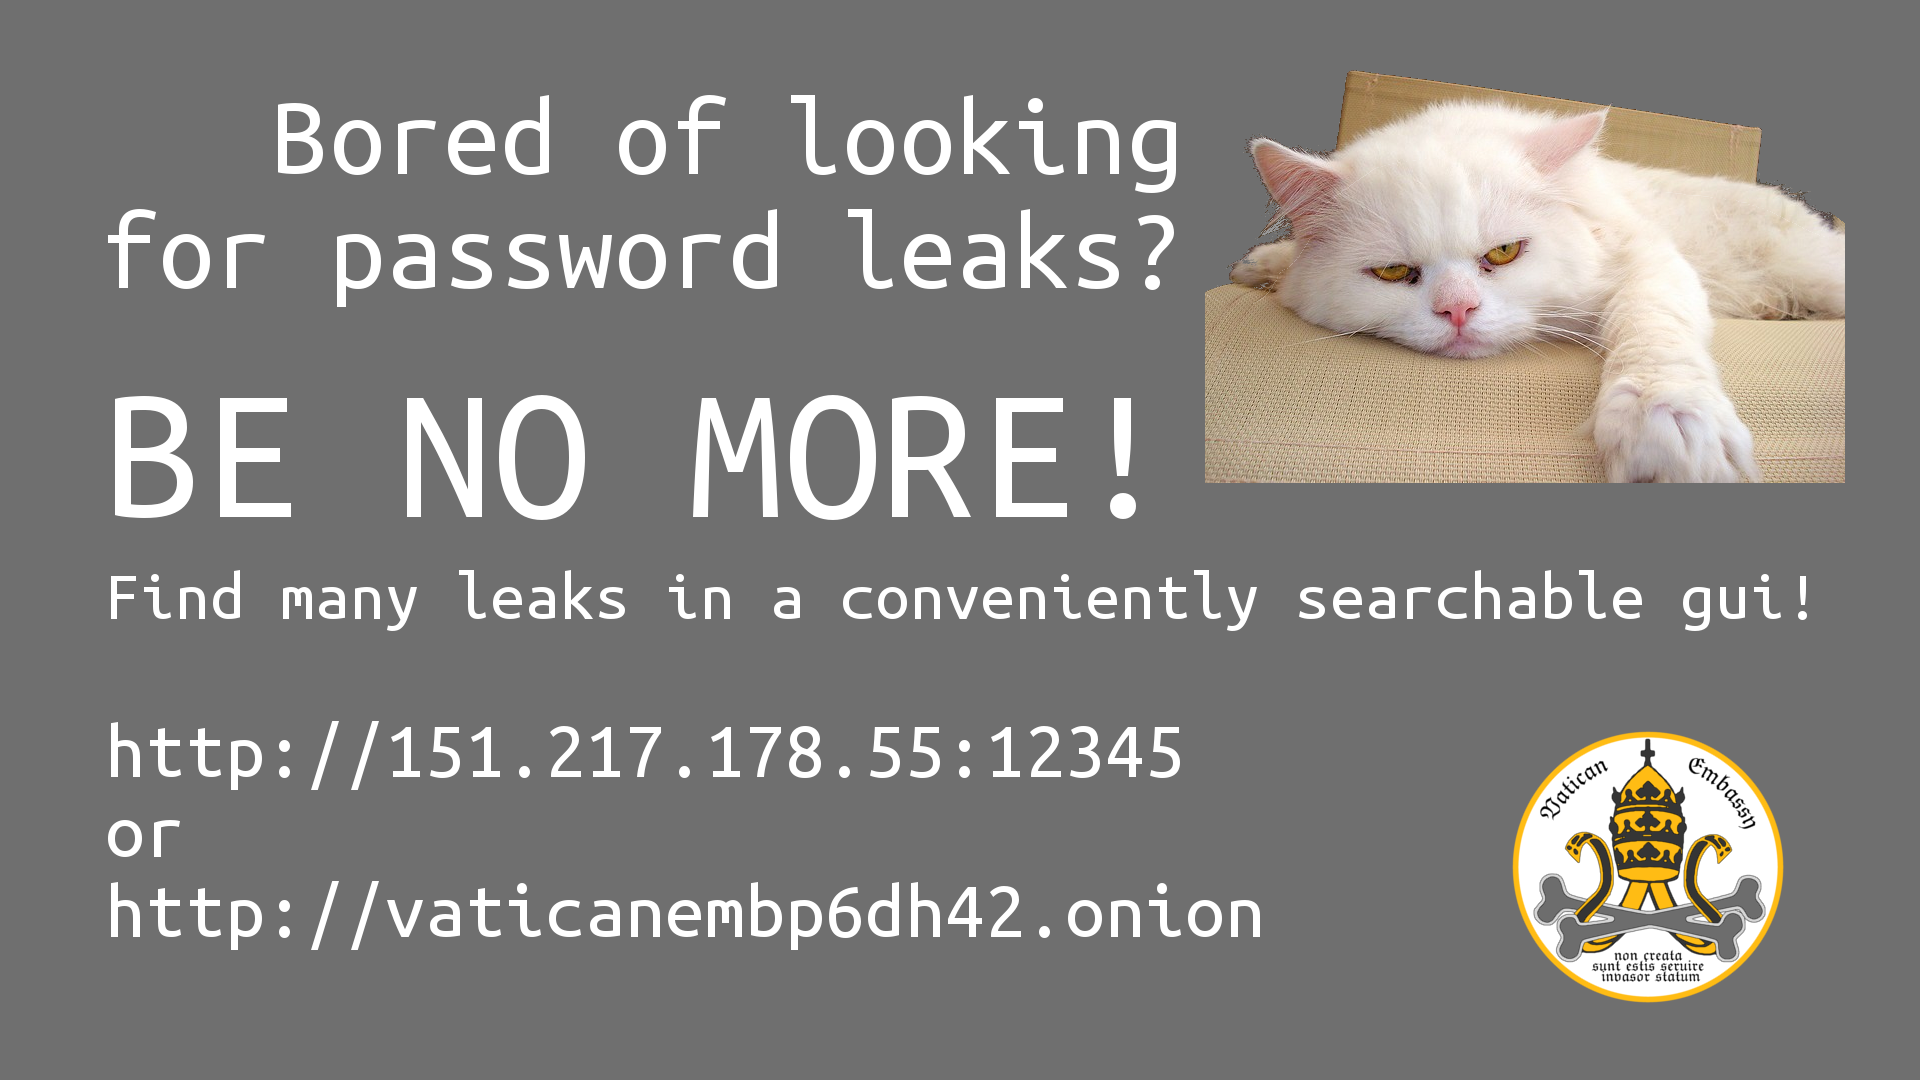 Bored of looking
for password leaks?
BE NO MORE!
Find many leaks in a conveniently searchable gui!
http://151.217.178.55:12345
or
http://vaticanembp6dh42.onion
Vatican Embassy
non creata
sunt estis servire
invasor statum